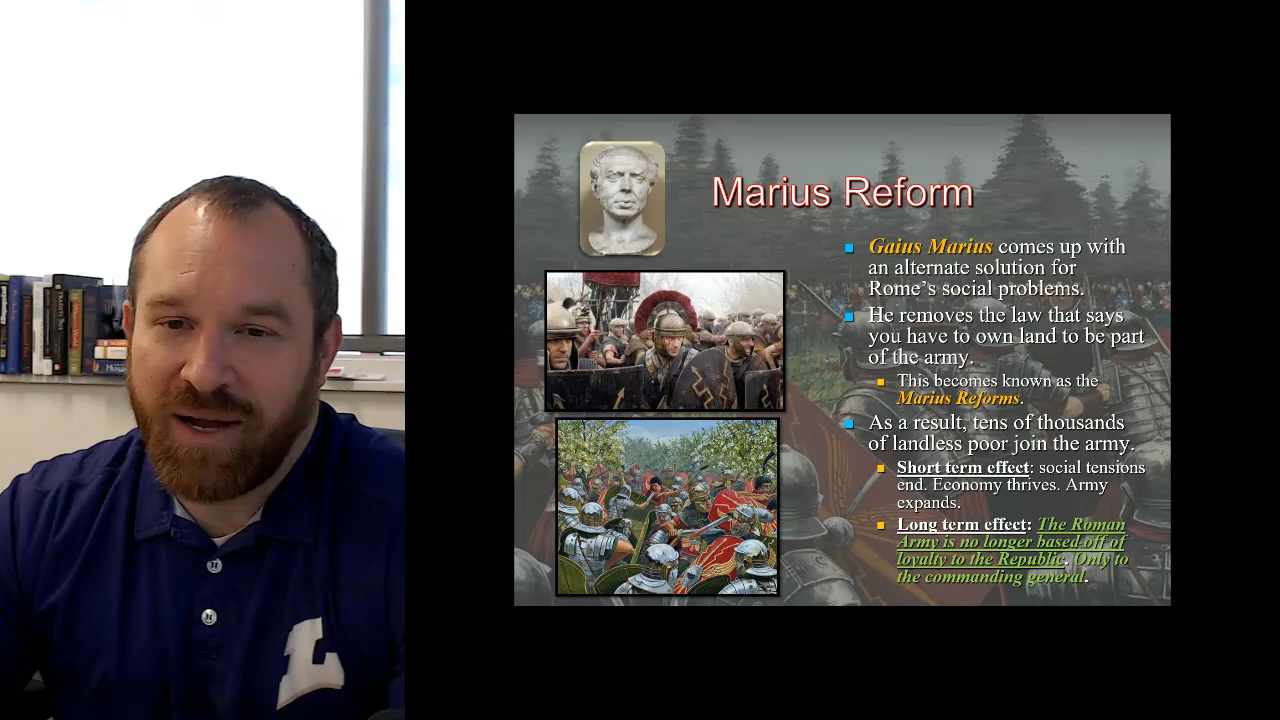 Marius Reform
Gaius Marius comes up with
an alternate solution for
Rome's social problems.
He removes the law that says
you have to own land to be part
of the army.
This becomes known as the
Marius Reforms.
As a result, tens of thousands
of landless poor join the army.
Short term effect: social tensions
end. Economy thrives. Army
expands.
Long term effect: The Roman
Army is no longer based off of
loyalty to the Republic. Only to
the commanding general.
L